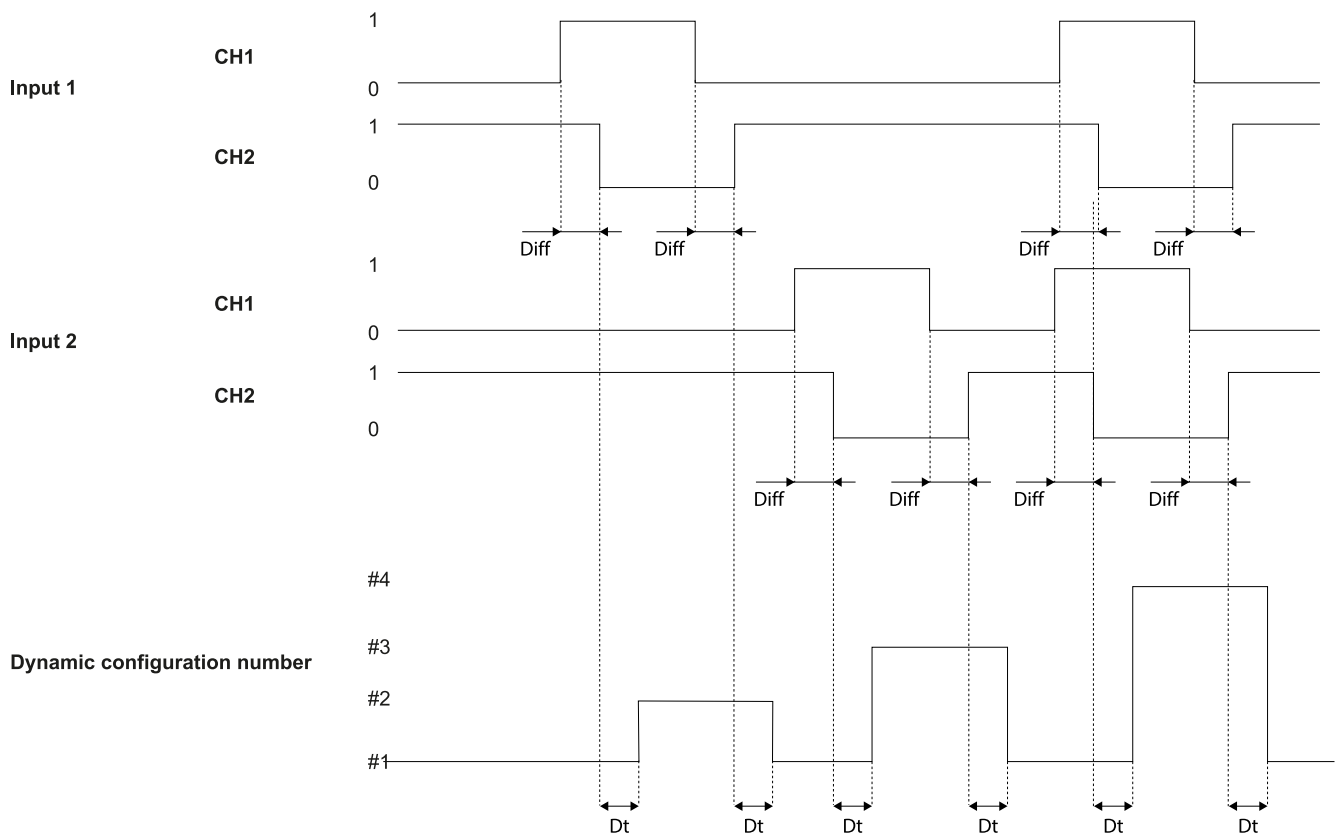 1
CH1
Input 1
0
1
CH2
0
Diff Diff Diff Diff
1
CH1
0
Input 2
1
CH2
0
Diff Diff Diff Diff
#4
#3
Dynamic configuration number
#2
#1
Dt Dt Dt Dt Dt Dt